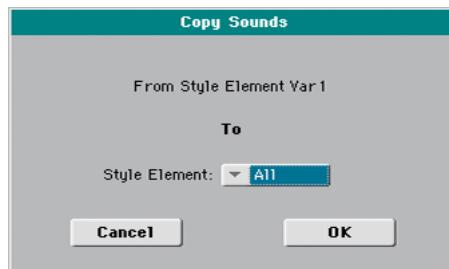 Copy Sounds
From Style Element Var 1
To
Style Element: All
Cancel OK